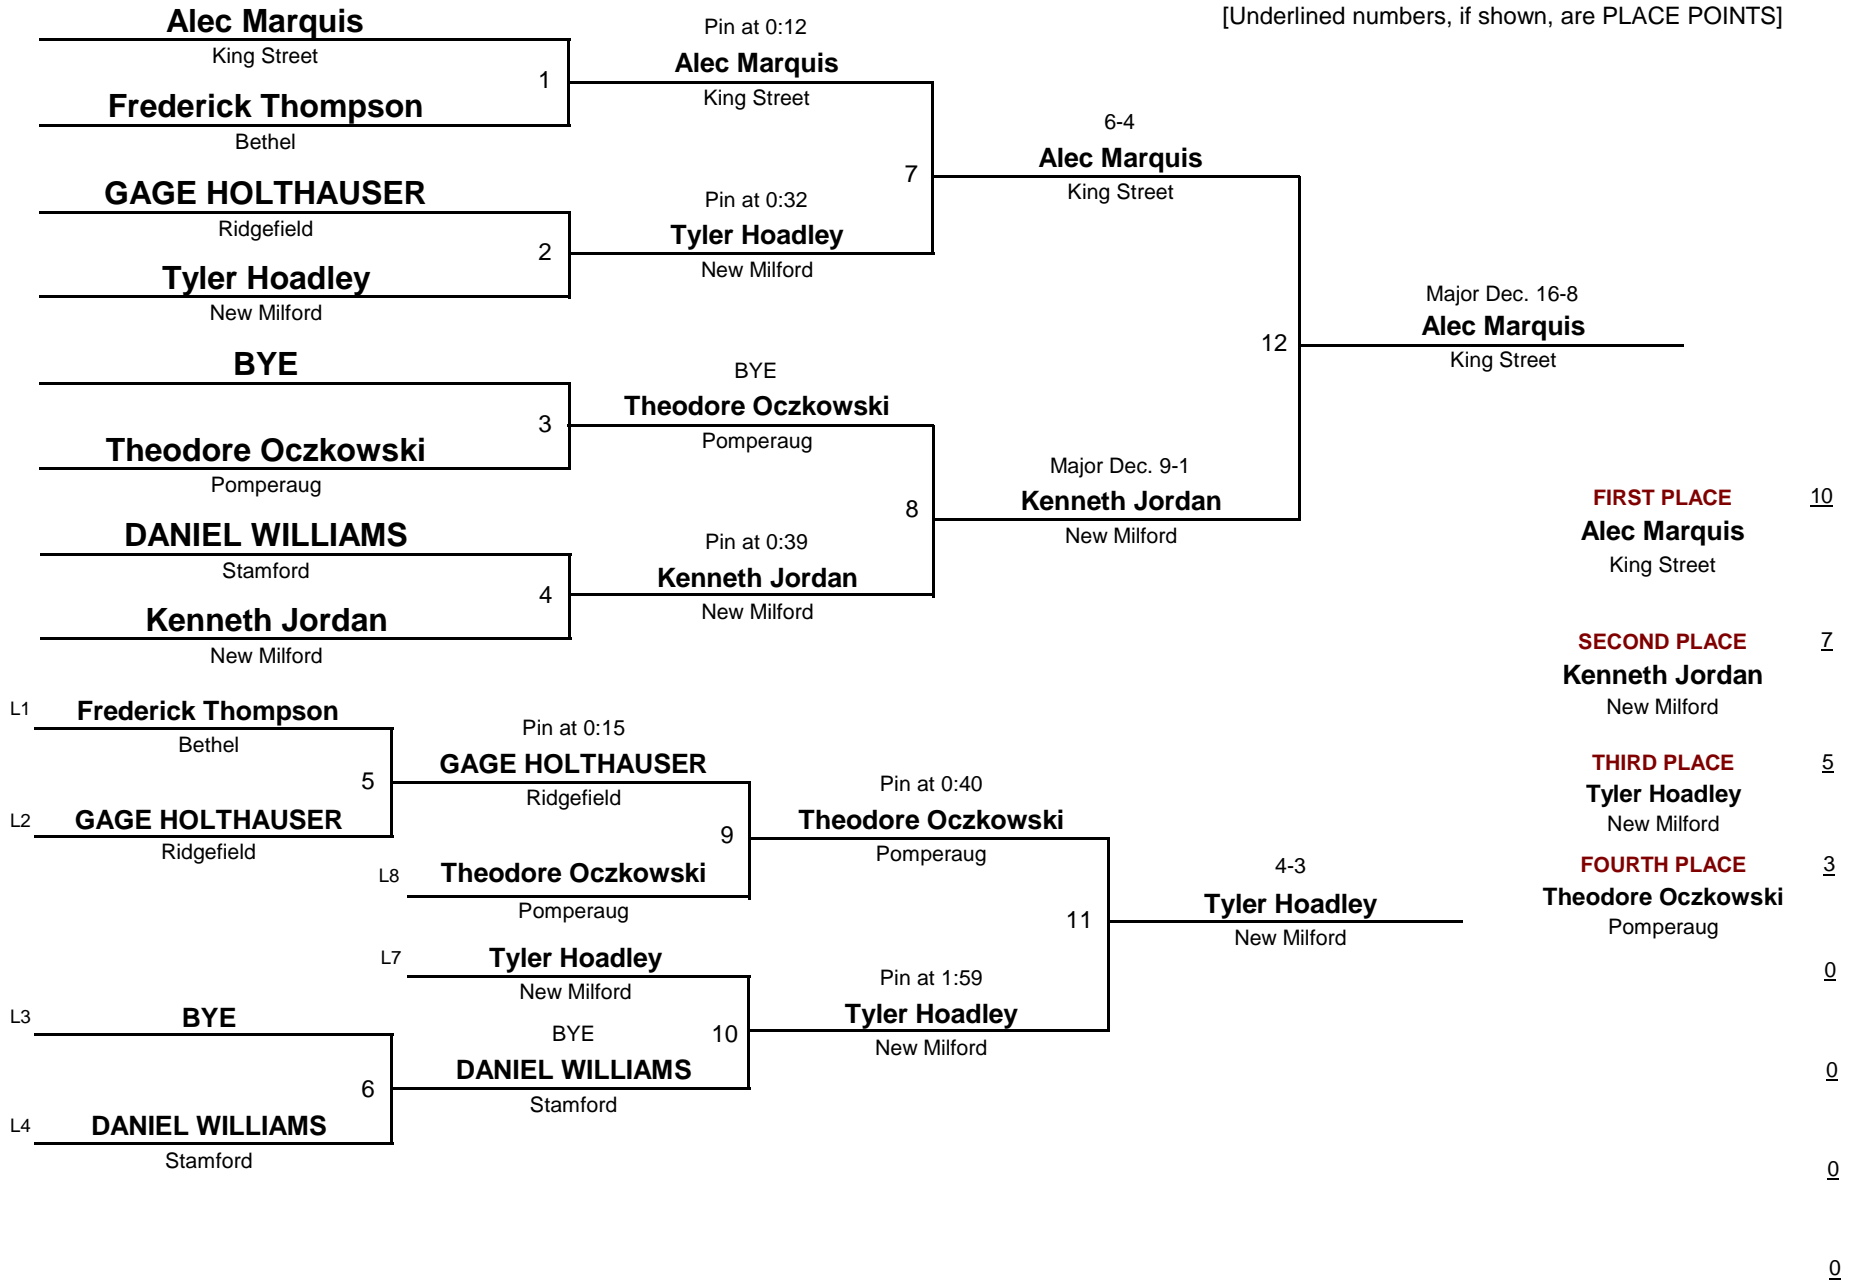 [Underlined numbers, if shown, are PLACE POINTS]
Alec Marquis
King Street
1
Frederick Thompson
Bethel
GAGE HOLTHAUSER
Ridgefield
2
Tyler Hoadley
New Milford
BYE
3
Theodore Oczkowski
Pomperaug
DANIEL WILLIAMS
Stamford
4
Kenneth Jordan
New Milford
Pin at 0:12
Alec Marquis
King Street
7
Pin at 0:32
Tyler Hoadley
New Milford
BYE
Theodore Oczkowski
Pomperaug
8
Pin at 0:39
Kenneth Jordan
New Milford
6-4
Alec Marquis
King Street
12
Major Dec. 9-1
Kenneth Jordan
New Milford
Major Dec. 16-8
Alec Marquis
King Street
L1 Frederick Thompson
Bethel
5
L2 GAGE HOLTHAUSER
Ridgefield
L3 BYE
6
L4 DANIEL WILLIAMS
Stamford
Pin at 0:15
GAGE HOLTHAUSER
Ridgefield
9
L8 Theodore Oczkowski
Pomperaug
L7 Tyler Hoadley
New Milford
10
BYE
DANIEL WILLIAMS
Stamford
Pin at 0:40
Theodore Oczkowski
Pomperaug
11
Pin at 1:59
Tyler Hoadley
New Milford
4-3
Tyler Hoadley
New Milford
FIRST PLACE 10
Alec Marquis
King Street
SECOND PLACE 7
Kenneth Jordan
New Milford
THIRD PLACE 5
Tyler Hoadley
New Milford
FOURTH PLACE 3
Theodore Oczkowski
Pomperaug
0
0
0
0